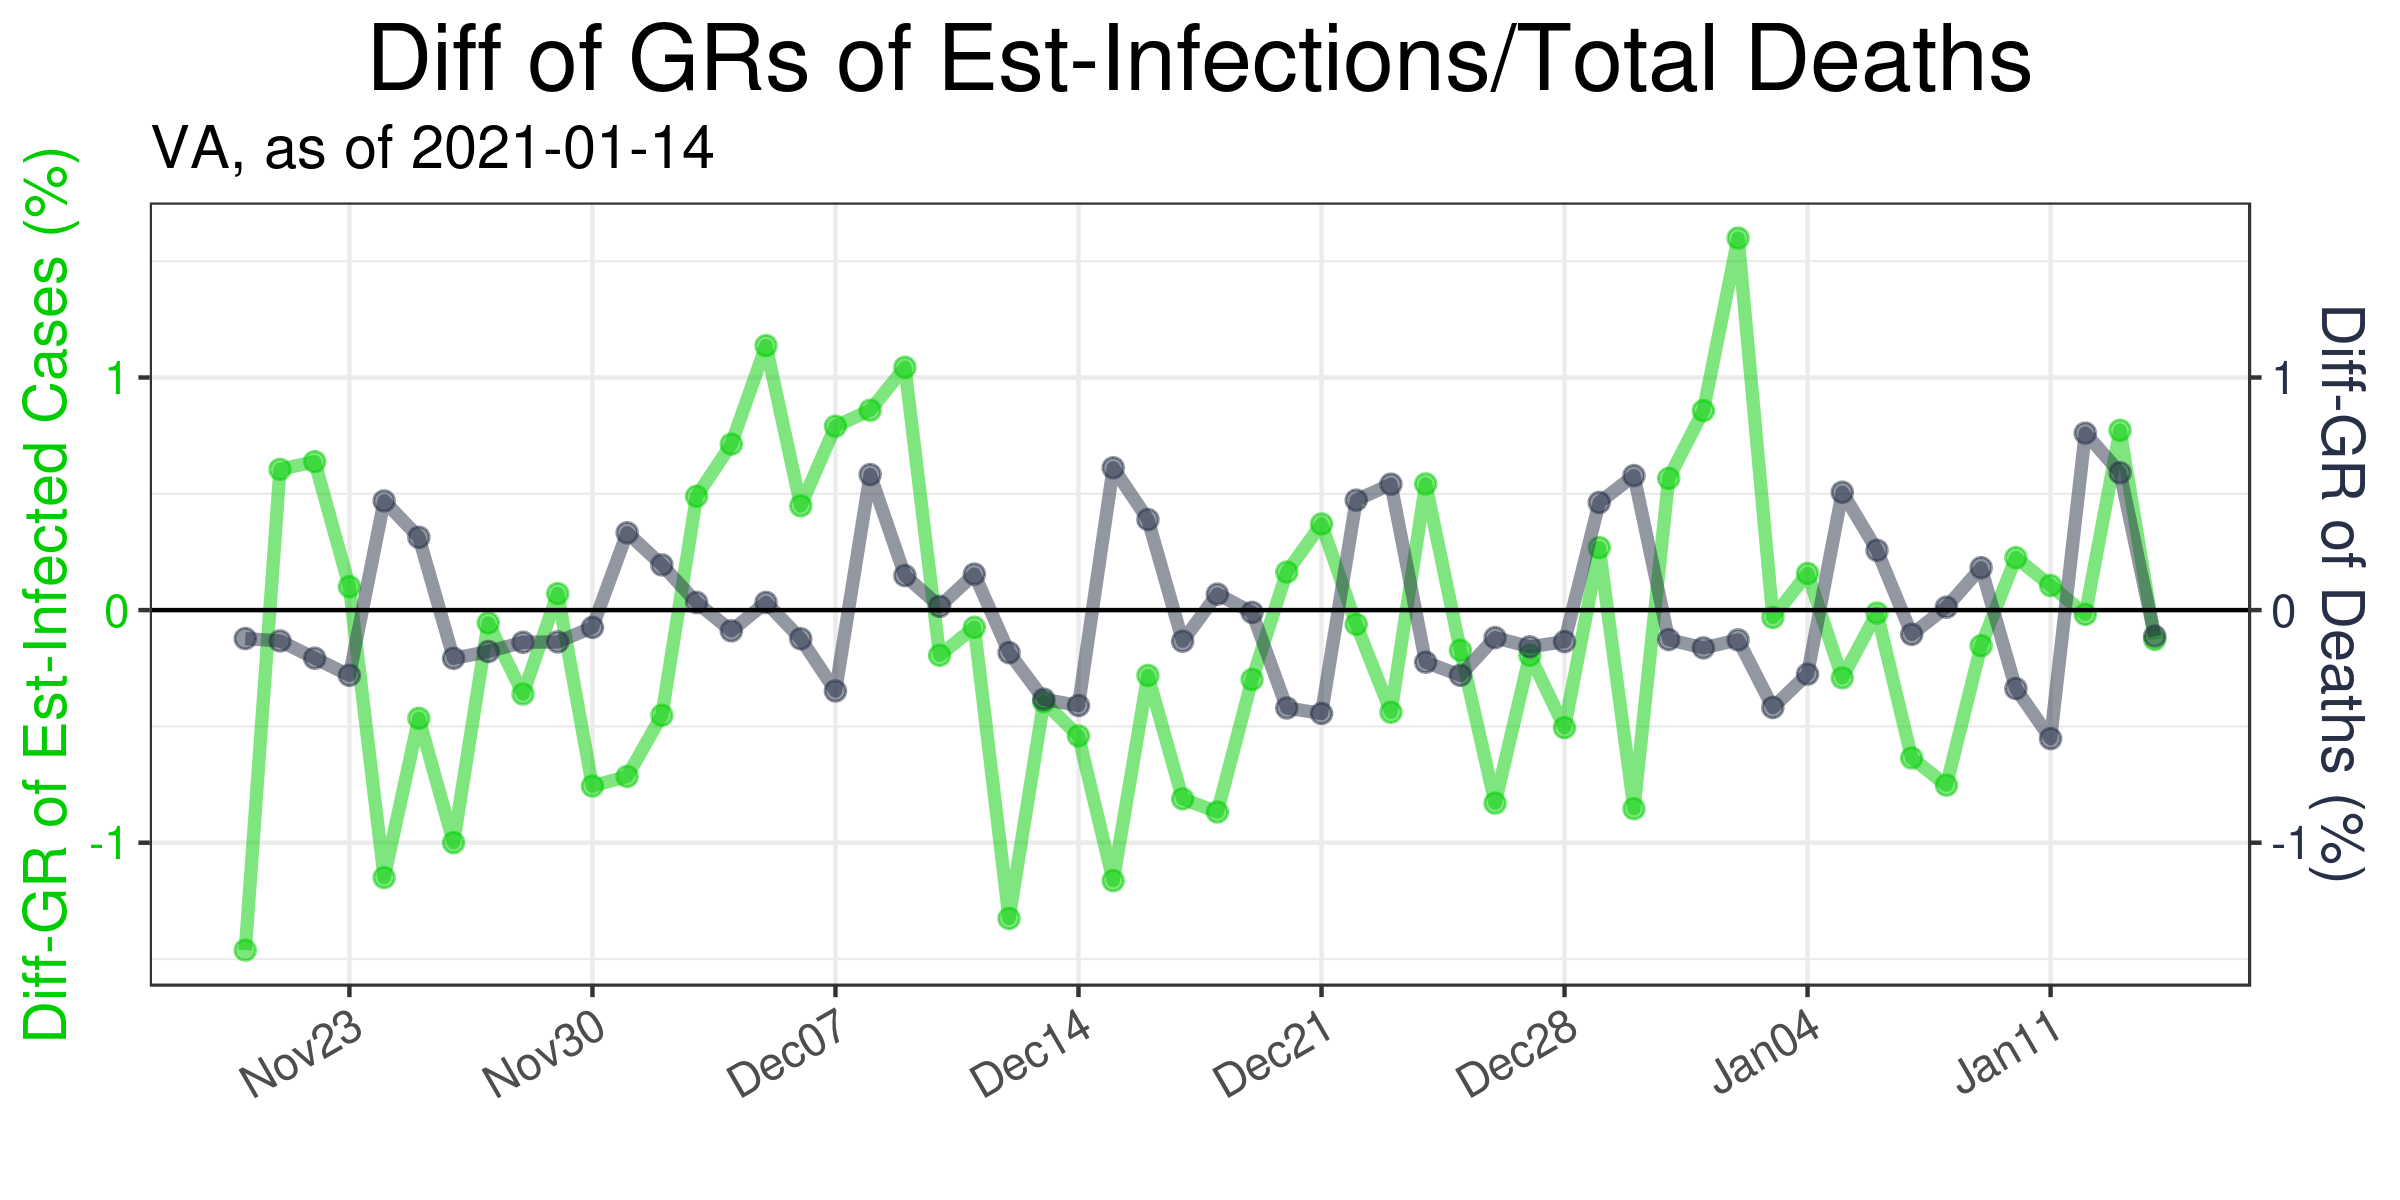 Diff of GRs of Est-Infections/Total Deaths
VA, as of 2021-01-14
Diff-GR of Est-Infected Cases (%)
1
0
-1
1
0
-1
Diff-GR of Deaths (%)
Nov23
Nov30
Dec07
Dec14
Dec21
Dec28
Jan04
Jan11